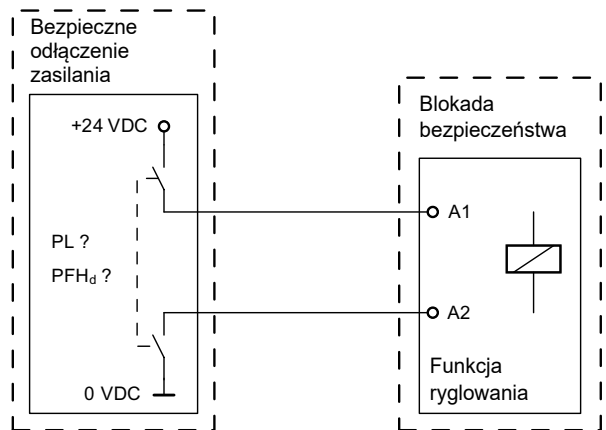 Bezpieczne
odłączenie
zasilania
+24 VDC
PL ?
PFHd ?
0 VDC
Blokada
bezpieczeństwa
A1
A2
Funkcja
ryglowania